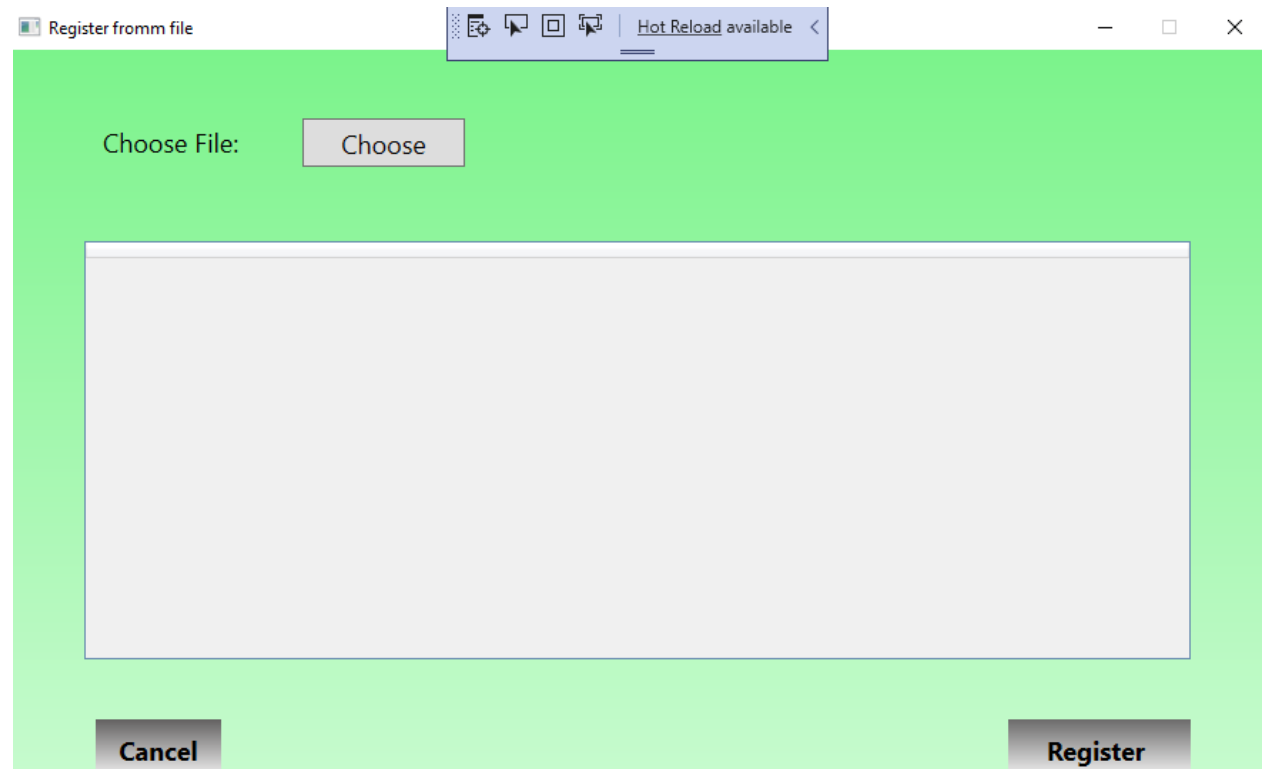 Register fromm file
Hot Reload available
Choose File:
Choose
Cancel
Register